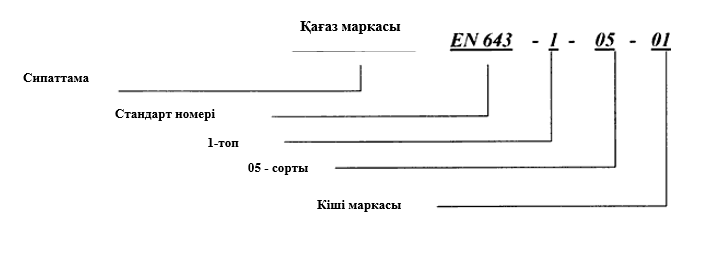 Қағаз маркасы EN 643 - 1 - 05 - 01
Сипаттама
Стандарт номері
1-топ
05 - сорты
Кіші маркасы